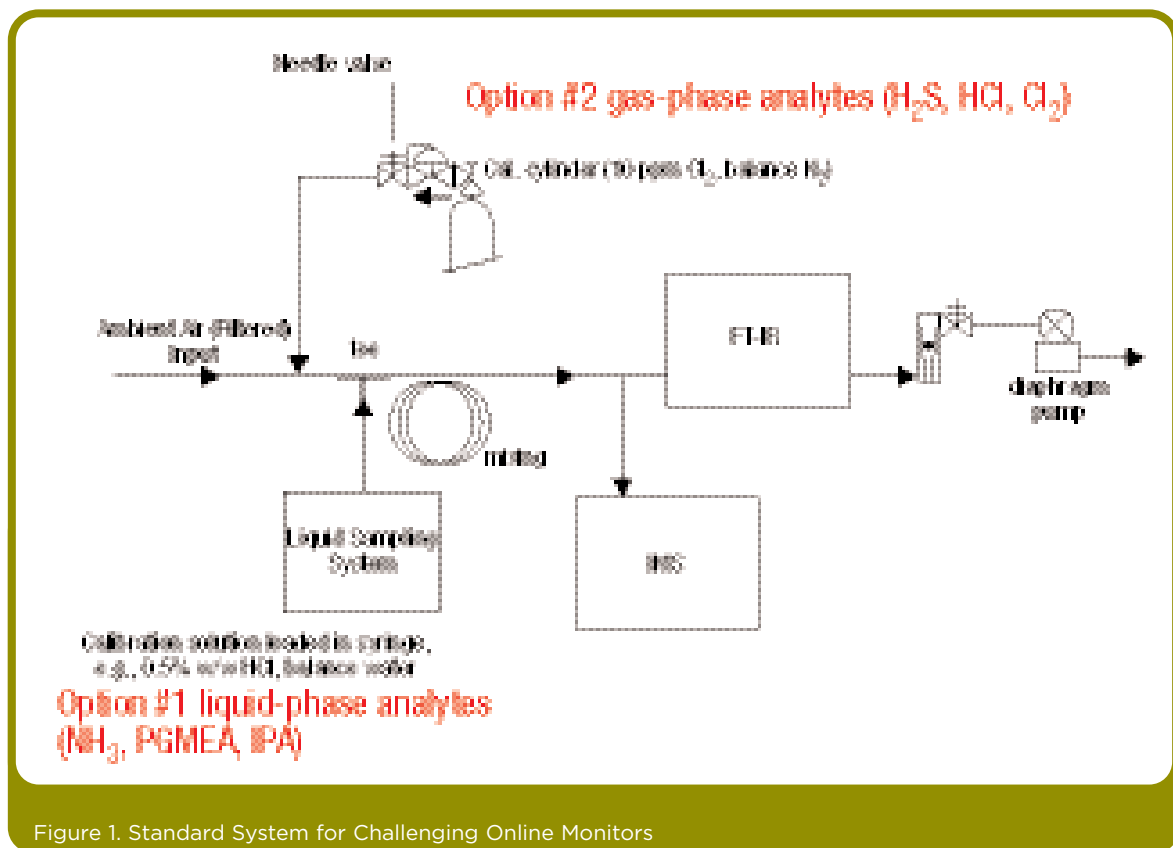 Needle value
Option #2 gas-phase analytes (H₂S, HCl, Cl₂)
Cal. cylinder (10 ppm Cl₂, balance N₂)
Ambient Air (Filtered)
Input
tee
FT-IR
diaphragm
pump
mixing
Liquid Sampling
System
Calibration solution loaded in syringe,
e.g., 0.5% w/w HCl, balance water
Option #1 liquid-phase analytes
(NH₃, PGMEA, IPA)
Figure 1. Standard System for Challenging Online Monitors